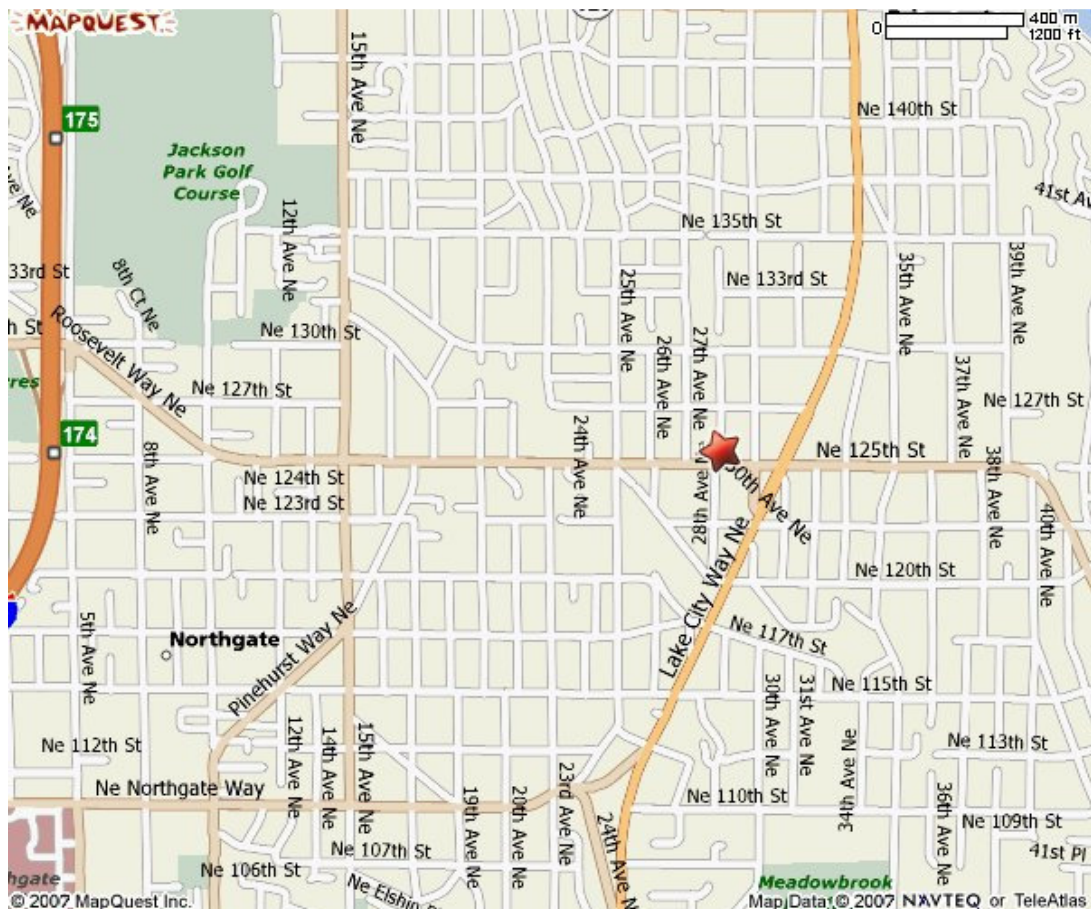 MAPQUEST
400 m
0
1200 ft
175
15th Ave Ne
Ne 140th St
Jackson
Park Golf
Course
Ave Ne
12th Ave Ne
Ne 135th St
41st Av
33rd St
8th Ct Ne
25th Ave Ne
Ne 133rd St
35th Ave Ne
39th Ave Ne
h St
Roosevelt Way Ne
Ne 130th St
26th Ave Ne
27th Ave Ne
37th Ave Ne
Ne 127th St
Ne 127th St
174
8th Ave Ne
24th Ave Ne
Ne 125th St
38th Ave Ne
Ne 124th St
Ne 123rd St
28th Ave Ne
30th Ave Ne
40th Ave Ne
Lake City Way Ne
Ne 120th St
5th Ave Ne
Northgate
Pinehurst Way Ne
Ne 117th St
Ne 115th St
30th Ave Ne
31st Ave Ne
34th Ave Ne
Ne 112th St
12th Ave Ne
14th Ave Ne
15th Ave Ne
Ne 113th St
Ne Northgate Way
23rd Ave Ne
19th Ave Ne
20th Ave Ne
Ne 110th St
36th Ave Ne
24th Ave N
Ne 109th St
Ne 107th St
41st Pl
Ne 106th St
Ne Elshin
hgate
Meadowbrook
© 2007 MapQuest Inc.
Map Data © 2007 NAVTEQ or TeleAtlas